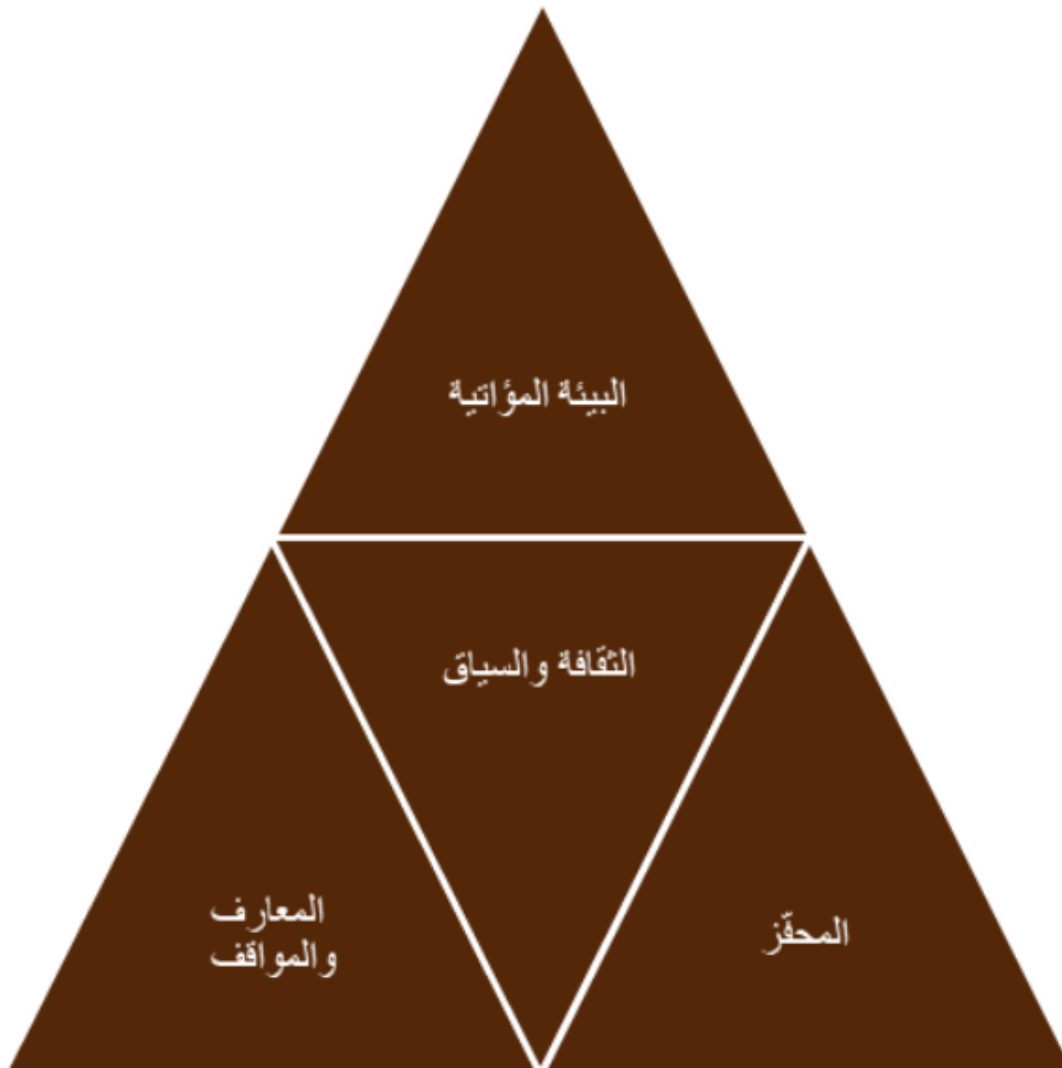 البيئة المؤاتية
الثقافة والسياق
المحفّز
المعارف
والمواقف